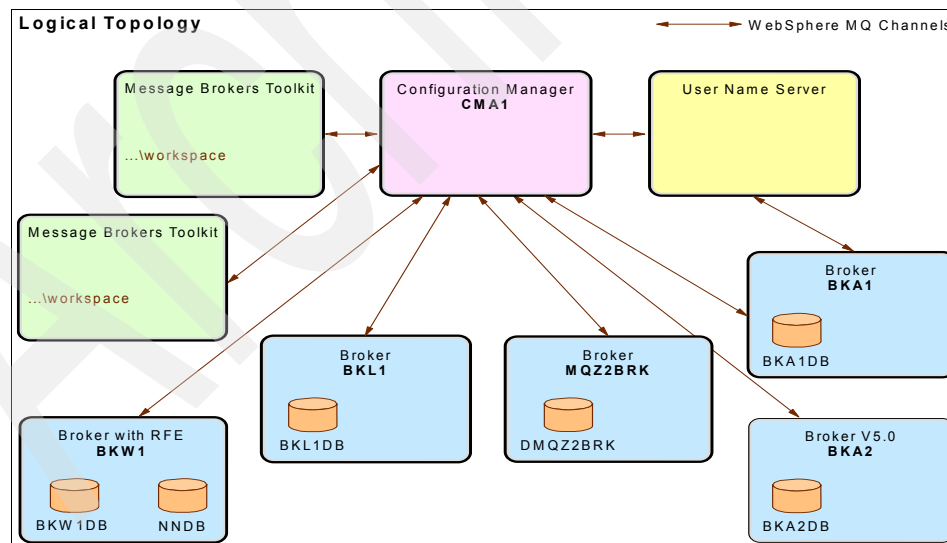 Logical Topology
WebSphere MQ Channels
Message Brokers Toolkit
...\workspace
Configuration Manager
CMA1
User Name Server
Message Brokers Toolkit
...\workspace
Broker
BKA1
BKA1DB
Broker
BKL1
BKL1DB
Broker
MQZ2BRK
DMQZ2BRK
Broker with RFE
BKW1
BKW1DB
NNDB
Broker V5.0
BKA2
BKA2DB